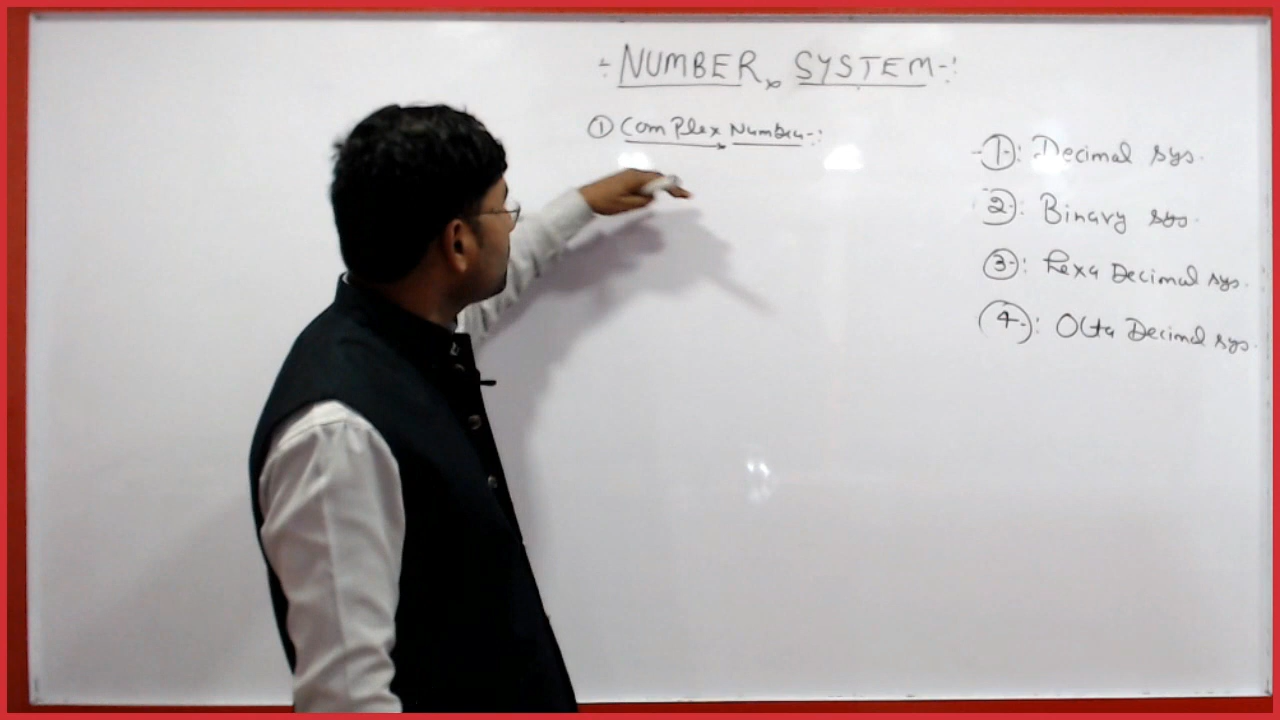 ÷ NUMBER SYSTEM -:
① Complex Number -:
①: Decimal sys.
②: Binary sys.
③: Hexa Decimal sys.
④: Octa Decimal sys.